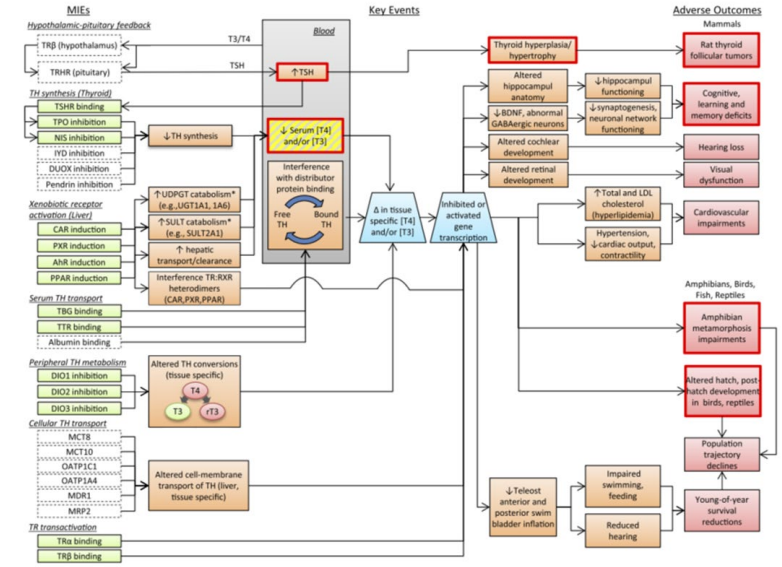 MIEs
Key Events
Adverse Outcomes
Hypothalamic-pituitary feedback
TRβ (hypothalamus)
TRHR (pituitary)
T3/T4
TSH
Blood
↑TSH
TH synthesis (Thyroid)
TSHR binding
TPO inhibition
NIS inhibition
IYD inhibition
DUOX inhibition
Pendrin inhibition
↓TH synthesis
↓ Serum [T4]
and/or [T3]
Interference
with distributor
protein binding
Free
TH
Bound
TH
Xenobiotic receptor
activation (Liver)
CAR induction
PXR induction
AhR induction
PPAR induction
↑UDPGT catabolism*
(e.g.,UGT1A1, 1A6)
↑SULT catabolism*
(e.g., SULT2A1)
↑ hepatic
transport/clearance
Interference TR:RXR
heterodimers
(CAR,PXR,PPAR)
Serum TH transport
TBG binding
TTR binding
Albumin binding
Peripheral TH metabolism
DIO1 inhibition
DIO2 inhibition
DIO3 inhibition
Altered TH conversions
(tissue specific)
T4
T3
rT3
Cellular TH transport
MCT8
MCT10
OATP1C1
OATP1A4
MDR1
MRP2
Altered cell-membrane
transport of TH (liver,
tissue specific)
TR transactivation
TRα binding
TRβ binding
Δ in tissue
specific [T4]
and/or [T3]
Inhibited or
activated
gene
transcription
Thyroid hyperplasia/
hypertrophy
Altered
hippocampal
anatomy
↓hippocampal
functioning
↓BDNF, abnormal
GABAergic neurons
↓synaptogenesis,
neuronal network
functioning
Altered cochlear
development
Altered retinal
development
↑Total and LDL
cholesterol
(hyperlipidemia)
Hypertension,
↓cardiac output,
contractility
↓Teleost
anterior and
posterior swim
bladder inflation
Impaired
swimming,
feeding
Reduced
hearing
Mammals
Rat thyroid
follicular tumors
Cognitive,
learning and
memory deficits
Hearing loss
Visual
dysfunction
Cardiovascular
impairments
Amphibians, Birds,
Fish, Reptiles
Amphibian
metamorphosis
impairments
Altered hatch, post-
hatch development
in birds, reptiles
Population
trajectory
declines
Young-of-year
survival
reductions